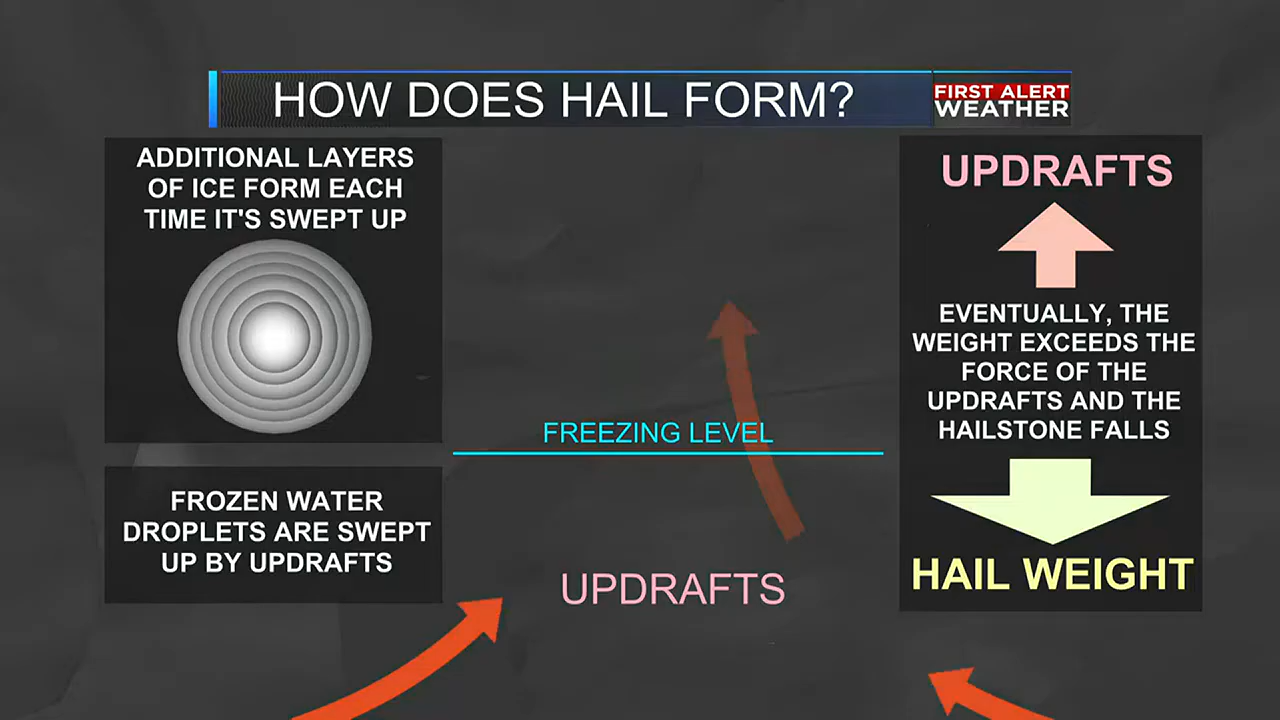 HOW DOES HAIL FORM?
FIRST ALERT
WEATHER
ADDITIONAL LAYERS
OF ICE FORM EACH
TIME IT'S SWEPT UP
FROZEN WATER
DROPLETS ARE SWEPT
UP BY UPDRAFTS
FREEZING LEVEL
UPDRAFTS
UPDRAFTS
EVENTUALLY, THE
WEIGHT EXCEEDS THE
FORCE OF THE
UPDRAFTS AND THE
HAILSTONE FALLS
HAIL WEIGHT